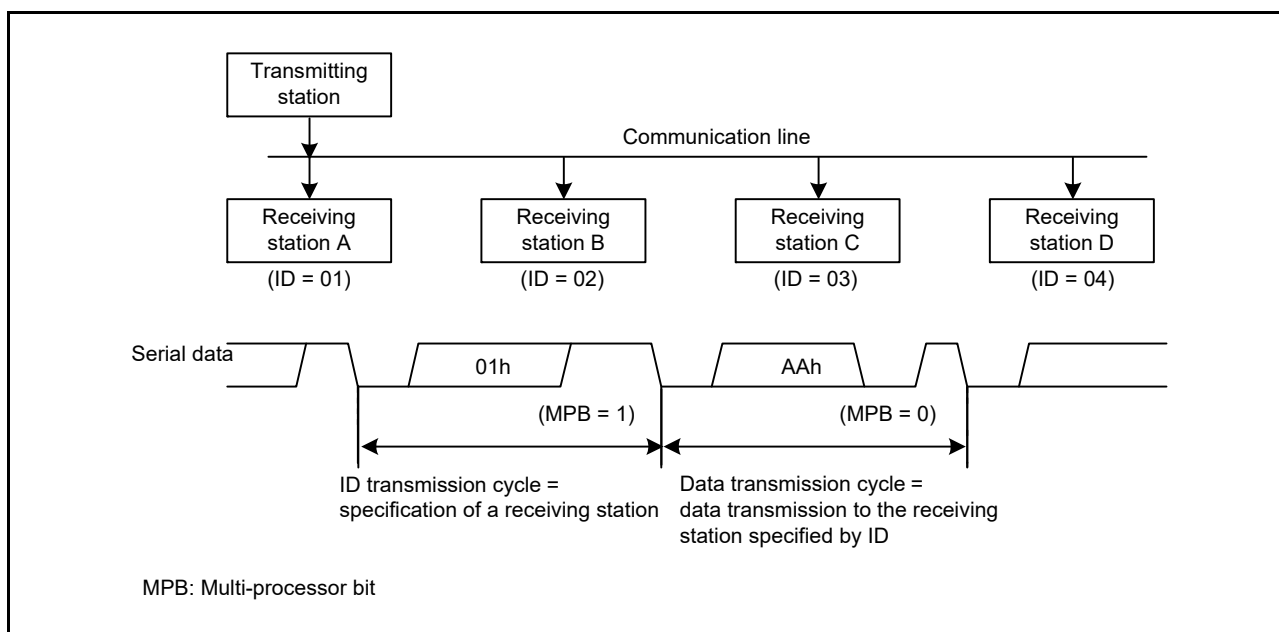 Transmitting
station
Communication line
Receiving
station A
(ID = 01)
Receiving
station B
(ID = 02)
Receiving
station C
(ID = 03)
Receiving
station D
(ID = 04)
Serial data
01h
AAh
(MPB = 1)
(MPB = 0)
ID transmission cycle =
specification of a receiving station
Data transmission cycle =
data transmission to the receiving
station specified by ID
MPB: Multi-processor bit